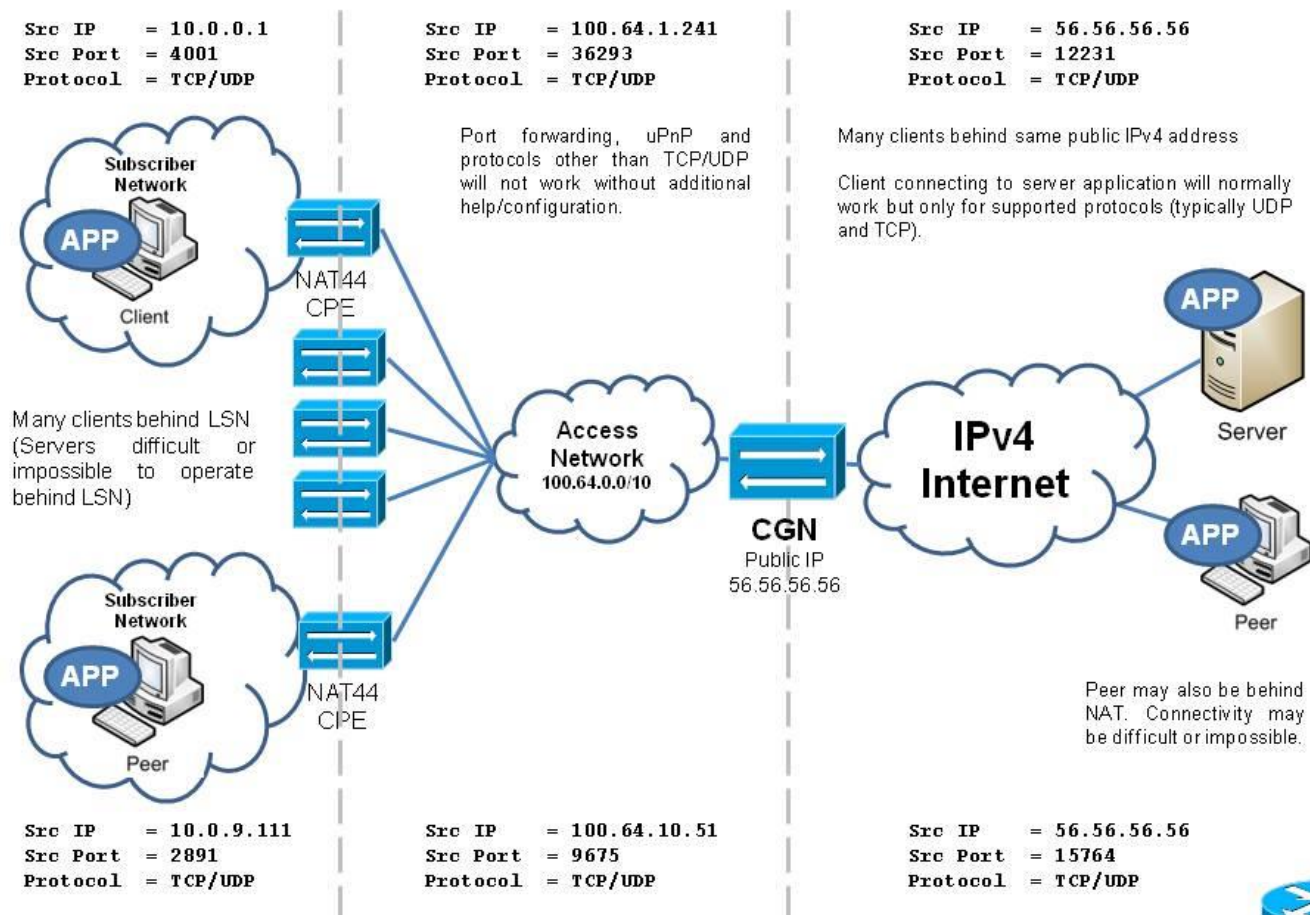 Src IP = 10.0.0.1
Src Port = 4001
Protocol = TCP/UDP
Src IP = 100.64.1.241
Src Port = 36293
Protocol = TCP/UDP
Src IP = 56.56.56.56
Src Port = 12231
Protocol = TCP/UDP
Port forwarding, uPnP and
protocols other than TCP/UDP
will not work without additional
help/configuration.
Many clients behind same public IPv4 address
Client connecting to server application will normally
work but only for supported protocols (typically UDP
and TCP).
Subscriber
Network
APP
Client
NAT44
CPE
APP
Server
Many clients behind LSN
(Servers difficult or
impossible to operate
behind LSN)
Access
Network
100.64.0.0/10
CGN
Public IP
56.56.56.56
IPv4
Internet
APP
Peer
Subscriber
Network
APP
Peer
NAT44
CPE
Peer may also be behind
NAT. Connectivity may
be difficult or impossible.
Src IP = 10.0.9.111
Src Port = 2891
Protocol = TCP/UDP
Src IP = 100.64.10.51
Src Port = 9675
Protocol = TCP/UDP
Src IP = 56.56.56.56
Src Port = 15764
Protocol = TCP/UDP